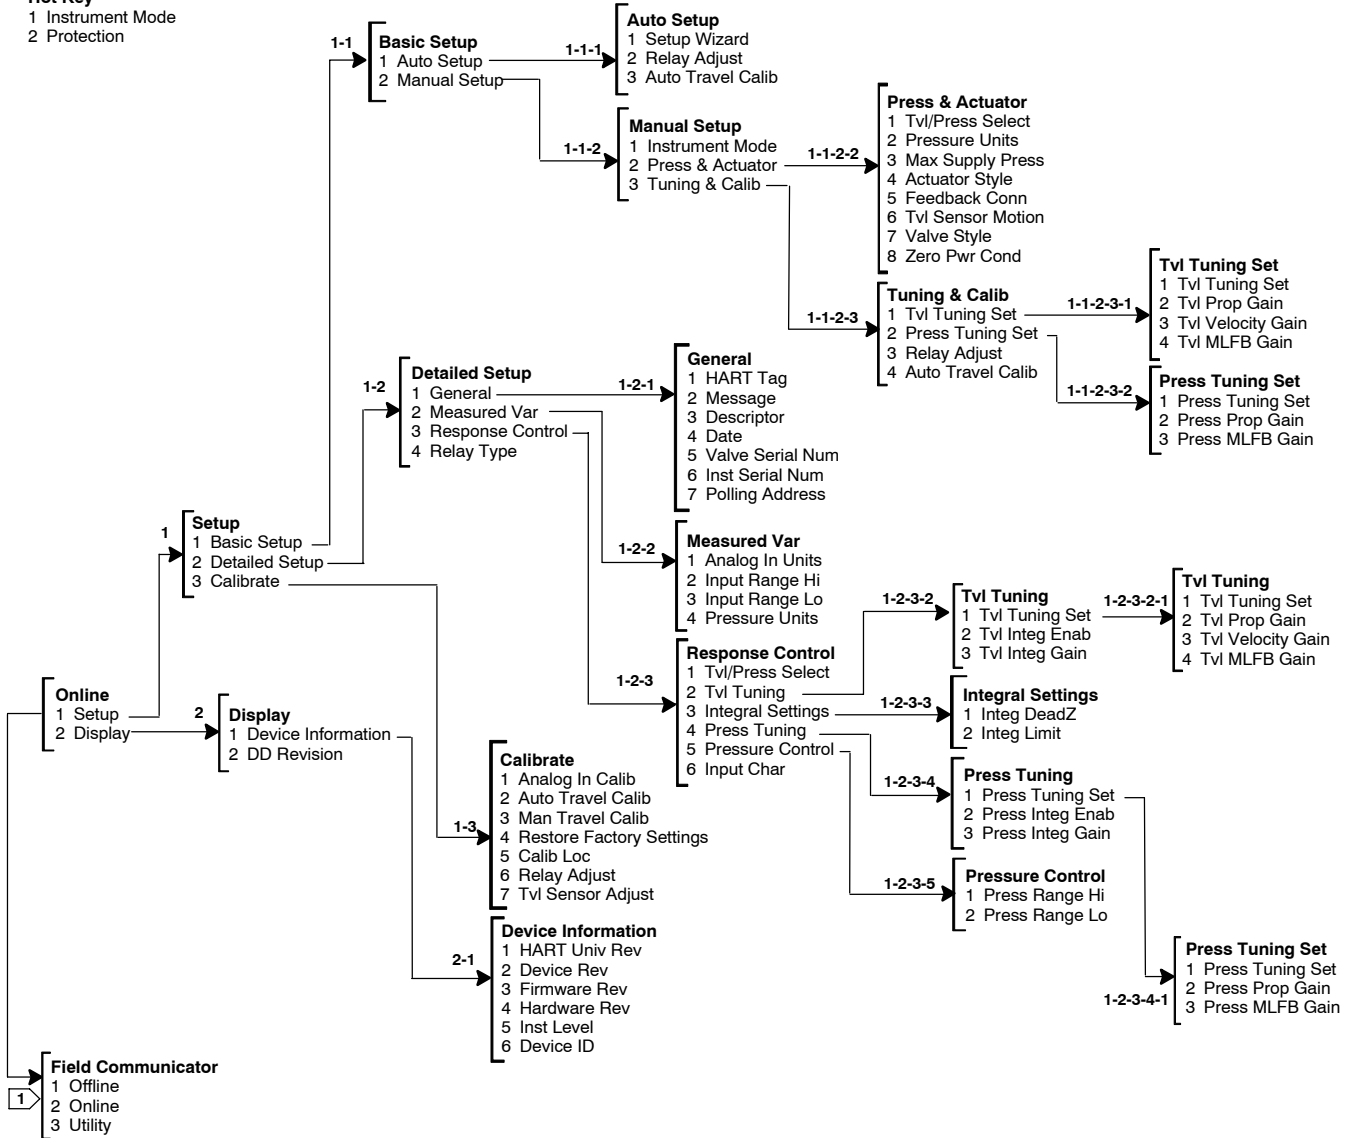 Hot Key
1 Instrument Mode
2 Protection
1-1
Basic Setup
1 Auto Setup
2 Manual Setup
1-1-1
Auto Setup
1 Setup Wizard
2 Relay Adjust
3 Auto Travel Calib
1-1-2
Manual Setup
1 Instrument Mode
2 Press & Actuator
3 Tuning & Calib
1-1-2-2
Press & Actuator
1 Tvl/Press Select
2 Pressure Units
3 Max Supply Press
4 Actuator Style
5 Feedback Conn
6 Tvl Sensor Motion
7 Valve Style
8 Zero Pwr Cond
1-1-2-3
Tuning & Calib
1 Tvl Tuning Set
2 Press Tuning Set
3 Relay Adjust
4 Auto Travel Calib
1-1-2-3-1
Tvl Tuning Set
1 Tvl Tuning Set
2 Tvl Prop Gain
3 Tvl Velocity Gain
4 Tvl MLFB Gain
1-1-2-3-2
Press Tuning Set
1 Press Tuning Set
2 Press Prop Gain
3 Press MLFB Gain
1-2
Detailed Setup
1 General
2 Measured Var
3 Response Control
4 Relay Type
1-2-1
General
1 HART Tag
2 Message
3 Descriptor
4 Date
5 Valve Serial Num
6 Inst Serial Num
7 Polling Address
1-2-2
Measured Var
1 Analog In Units
2 Input Range Hi
3 Input Range Lo
4 Pressure Units
1-2-3
Response Control
1 Tvl/Press Select
2 Tvl Tuning
3 Integral Settings
4 Press Tuning
5 Pressure Control
6 Input Char
1-2-3-2
Tvl Tuning
1 Tvl Tuning Set
2 Tvl Integ Enab
3 Tvl Integ Gain
1-2-3-2-1
Tvl Tuning
1 Tvl Tuning Set
2 Tvl Prop Gain
3 Tvl Velocity Gain
4 Tvl MLFB Gain
1-2-3-3
Integral Settings
1 Integ DeadZ
2 Integ Limit
1-2-3-4
Press Tuning
1 Press Tuning Set
2 Press Integ Enab
3 Press Integ Gain
1-2-3-5
Pressure Control
1 Press Range Hi
2 Press Range Lo
1-2-3-4-1
Press Tuning Set
1 Press Tuning Set
2 Press Prop Gain
3 Press MLFB Gain
1
Setup
1 Basic Setup
2 Detailed Setup
3 Calibrate
Online
1 Setup
2 Display
2
Display
1 Device Information
2 DD Revision
1-3
Calibrate
1 Analog In Calib
2 Auto Travel Calib
3 Man Travel Calib
4 Restore Factory Settings
5 Calib Loc
6 Relay Adjust
7 Tvl Sensor Adjust
2-1
Device Information
1 HART Univ Rev
2 Device Rev
3 Firmware Rev
4 Hardware Rev
5 Inst Level
6 Device ID
1
Field Communicator
1 Offline
2 Online
3 Utility